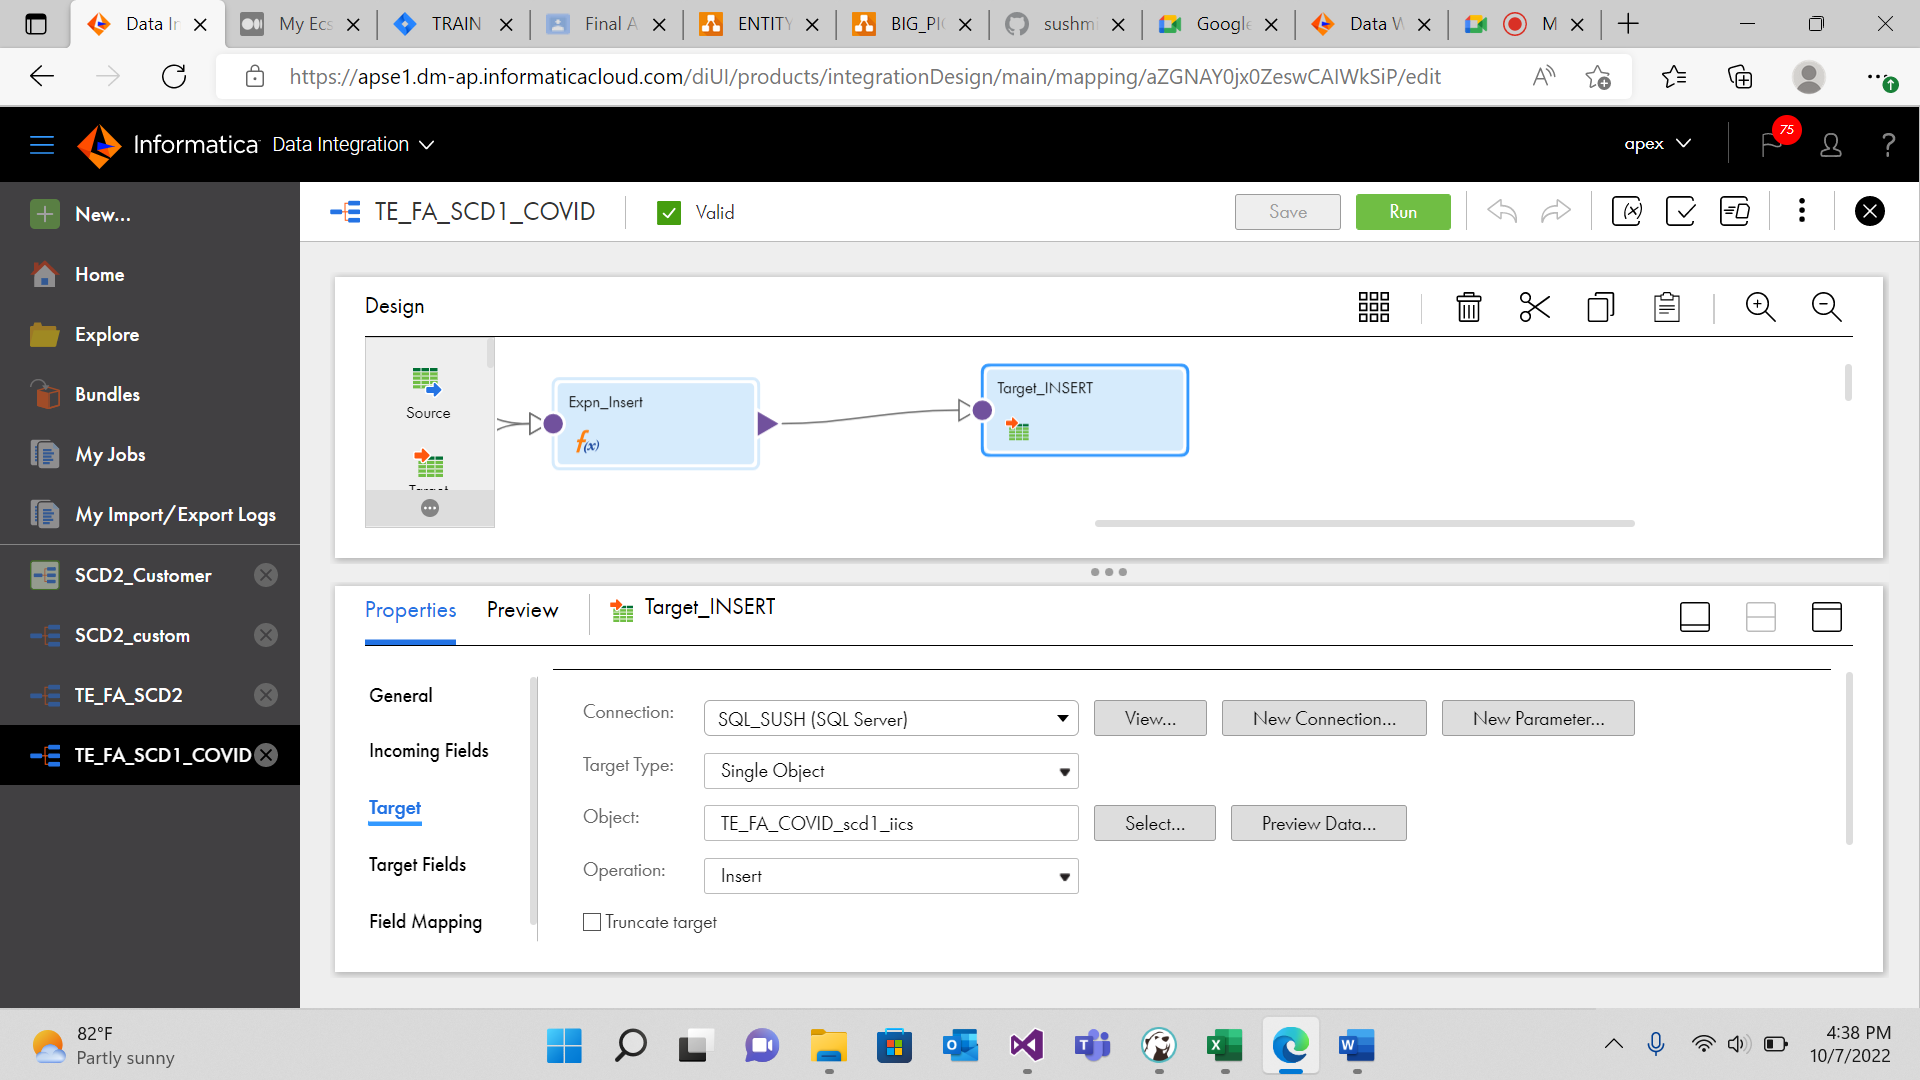 Data In
My Ecs
TRAIN
Final A
ENTITY
BIG_PIC
sushmi
Google
Data W
M
https://apse1.dm-ap.informaticacloud.com/diUI/products/integrationDesign/main/mapping/aZGNAY0jx0ZeswCAIWkSiP/edit
Informatica Data Integration
apex
75
?
New...
Home
Explore
Bundles
My Jobs
My Import/Export Logs
SCD2_Customer
SCD2_custom
TE_FA_SCD2
TE_FA_SCD1_COVID
TE_FA_SCD1_COVID
Valid
Save
Run
Design
Source
Target
Expn_Insert
f(x)
Target_INSERT
Properties
Preview
Target_INSERT
General
Incoming Fields
Target
Target Fields
Field Mapping
Connection: SQL_SUSH (SQL Server) View... New Connection... New Parameter...
Target Type: Single Object
Object: TE_FA_COVID_scd1_iics Select... Preview Data...
Operation: Insert
Truncate target
82°F
Partly sunny
4:38 PM
10/7/2022